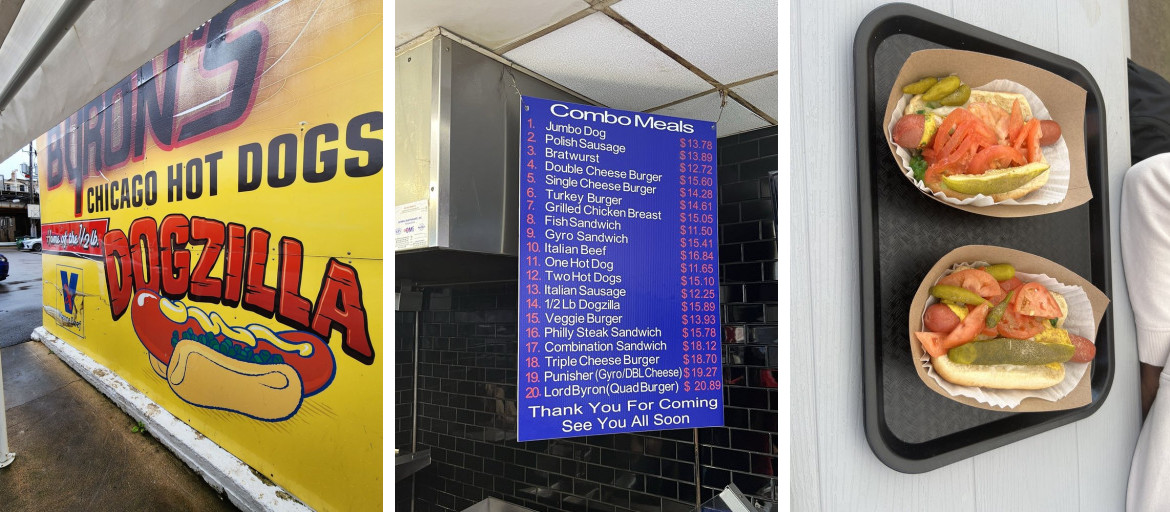 BYRON'S
CHICAGO HOT DOGS
Home of the 1/2 lb.
DOGZILLA
Combo Meals
1. Jumbo Dog $13.78
2. Polish Sausage $13.89
3. Bratwurst $12.72
4. Double Cheese Burger $15.60
5. Single Cheese Burger $14.28
6. Turkey Burger $14.61
7. Grilled Chicken Breast $15.05
8. Fish Sandwich $11.50
9. Gyro Sandwich $15.41
10. Italian Beef $16.84
11. One Hot Dog $11.65
12. Two Hot Dogs $15.10
13. Italian Sausage $12.25
14. 1/2 Lb Dogzilla $15.89
15. Veggie Burger $13.93
16. Philly Steak Sandwich $15.78
17. Combination Sandwich $18.12
18. Triple Cheese Burger $18.70
19. Punisher (Gyro/DBL Cheese) $19.27
20. Lord Byron (Quad Burger) $20.89
Thank You For Coming
See You All Soon